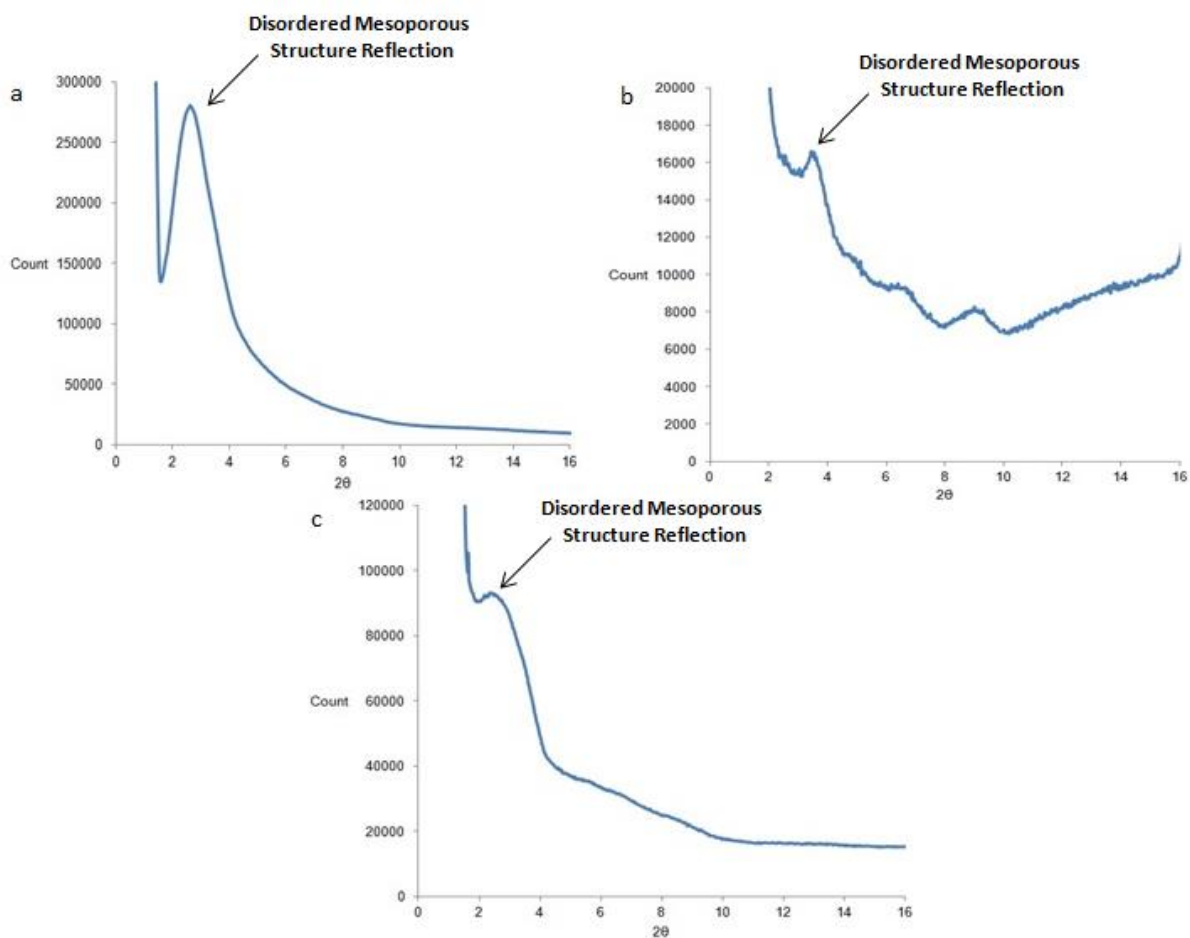 Disordered Mesoporous
Structure Reflection
a
300000
250000
200000
Count 150000
100000
50000
0
0 2 4 6 8 10 12 14 16
2θ
Disordered Mesoporous
Structure Reflection
b
20000
18000
16000
14000
12000
Count 10000
8000
6000
4000
2000
0
0 2 4 6 8 10 12 14 16
2θ
Disordered Mesoporous
Structure Reflection
c
120000
100000
80000
Count 60000
40000
20000
0
0 2 4 6 8 10 12 14 16
2θ